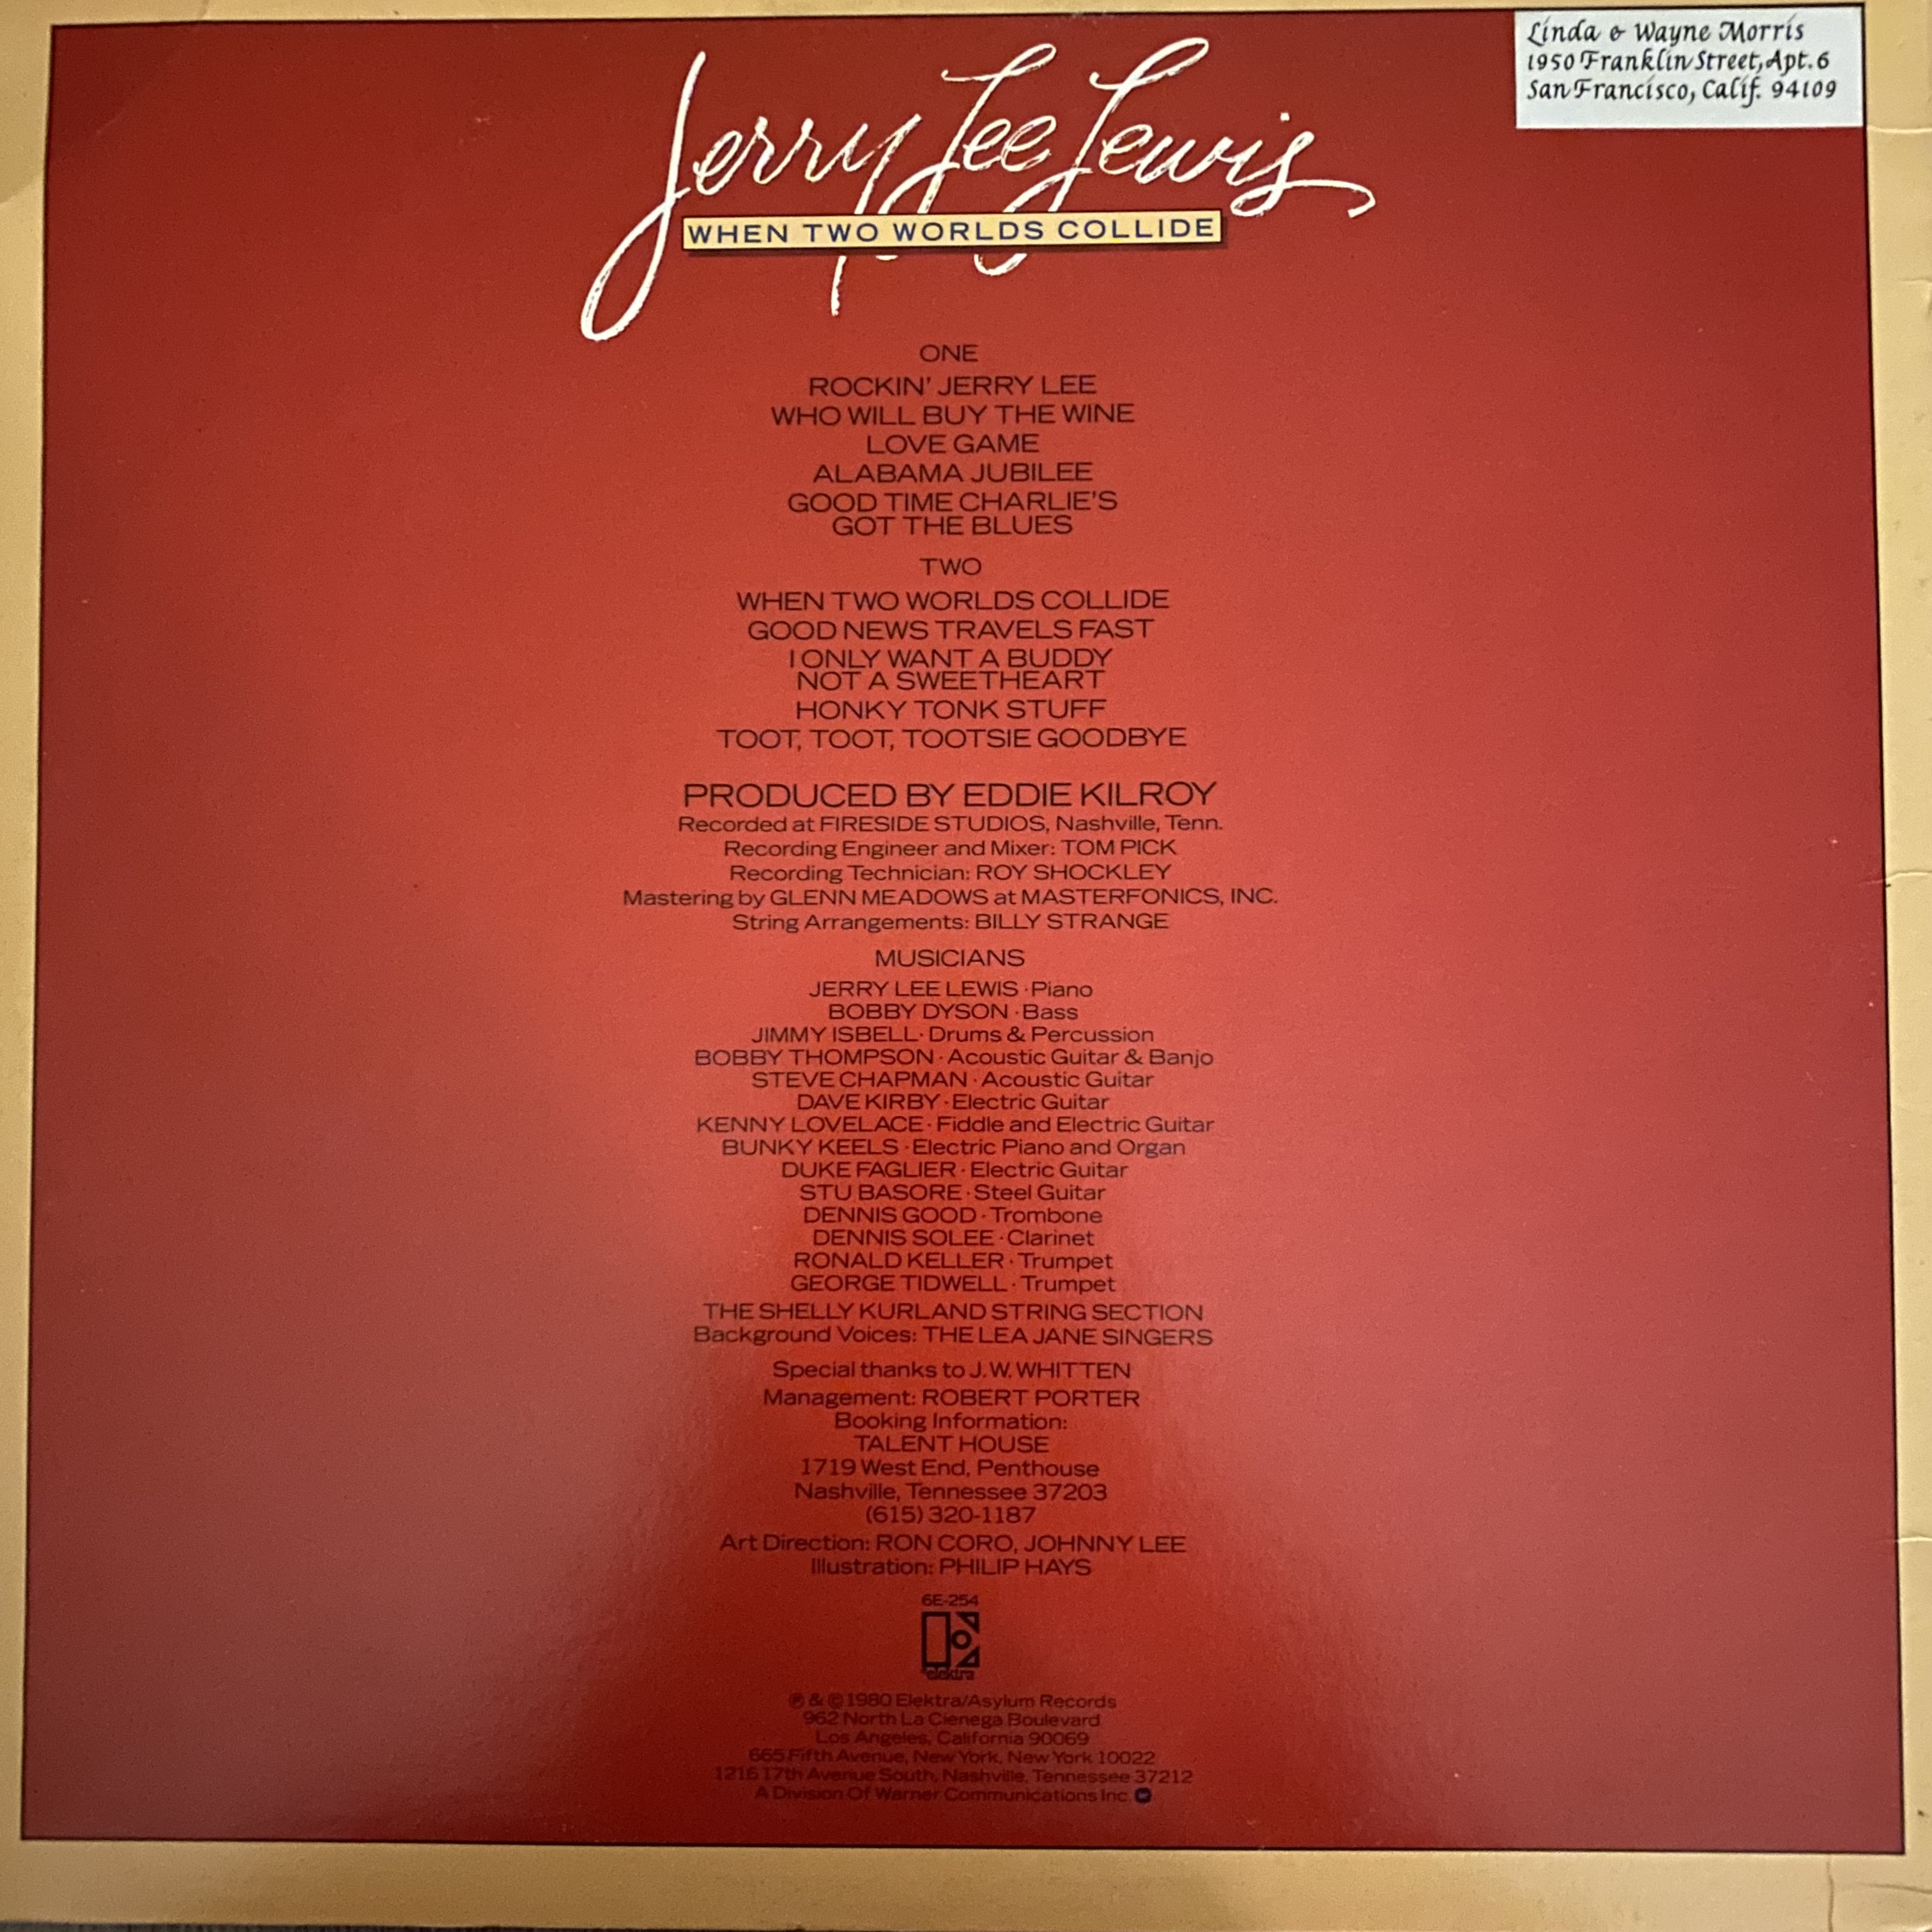 Linda & Wayne Morris
1950 Franklin Street, Apt. 6
San Francisco, Calif. 94109
Jerry Lee Lewis
WHEN TWO WORLDS COLLIDE
ONE
ROCKIN' JERRY LEE
WHO WILL BUY THE WINE
LOVE GAME
ALABAMA JUBILEE
GOOD TIME CHARLIE'S
GOT THE BLUES
TWO
WHEN TWO WORLDS COLLIDE
GOOD NEWS TRAVELS FAST
I ONLY WANT A BUDDY
NOT A SWEETHEART
HONKY TONK STUFF
TOOT, TOOT, TOOTSIE GOODBYE
PRODUCED BY EDDIE KILROY
Recorded at FIRESIDE STUDIOS, Nashville, Tenn.
Recording Engineer and Mixer: TOM PICK
Recording Technician: ROY SHOCKLEY
Mastering by GLENN MEADOWS at MASTERFONICS, INC.
String Arrangements: BILLY STRANGE
MUSICIANS
JERRY LEE LEWIS · Piano
BOBBY DYSON · Bass
JIMMY ISBELL · Drums & Percussion
BOBBY THOMPSON · Acoustic Guitar & Banjo
STEVE CHAPMAN · Acoustic Guitar
DAVE KIRBY · Electric Guitar
KENNY LOVELACE · Fiddle and Electric Guitar
BUNKY KEELS · Electric Piano and Organ
DUKE FAGLIER · Electric Guitar
STU BASORE · Steel Guitar
DENNIS GOOD · Trombone
DENNIS SOLEE · Clarinet
RONALD KELLER · Trumpet
GEORGE TIDWELL · Trumpet
THE SHELLY KURLAND STRING SECTION
Background Voices: THE LEA JANE SINGERS
Special thanks to J.W. WHITTEN
Management: ROBERT PORTER
Booking Information:
TALENT HOUSE
1719 West End, Penthouse
Nashville, Tennessee 37203
(615) 320-1187
Art Direction: RON CORO, JOHNNY LEE
Illustration: PHILIP HAYS
6E-254
elektra
℗ & © 1980 Elektra/Asylum Records
962 North La Cienega Boulevard
Los Angeles, California 90069
665 Fifth Avenue, New York, New York 10022
1216 17th Avenue South, Nashville, Tennessee 37212
A Division Of Warner Communications Inc.